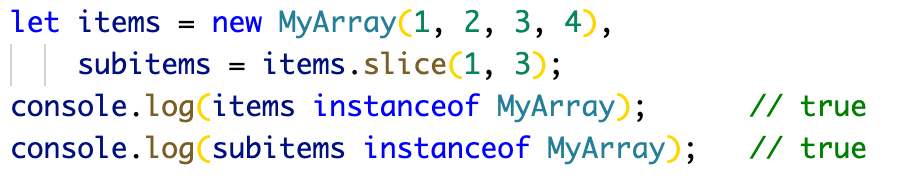 let items = new MyArray(1, 2, 3, 4),
    subitems = items.slice(1, 3);
console.log(items instanceof MyArray);      // true
console.log(subitems instanceof MyArray);   // true